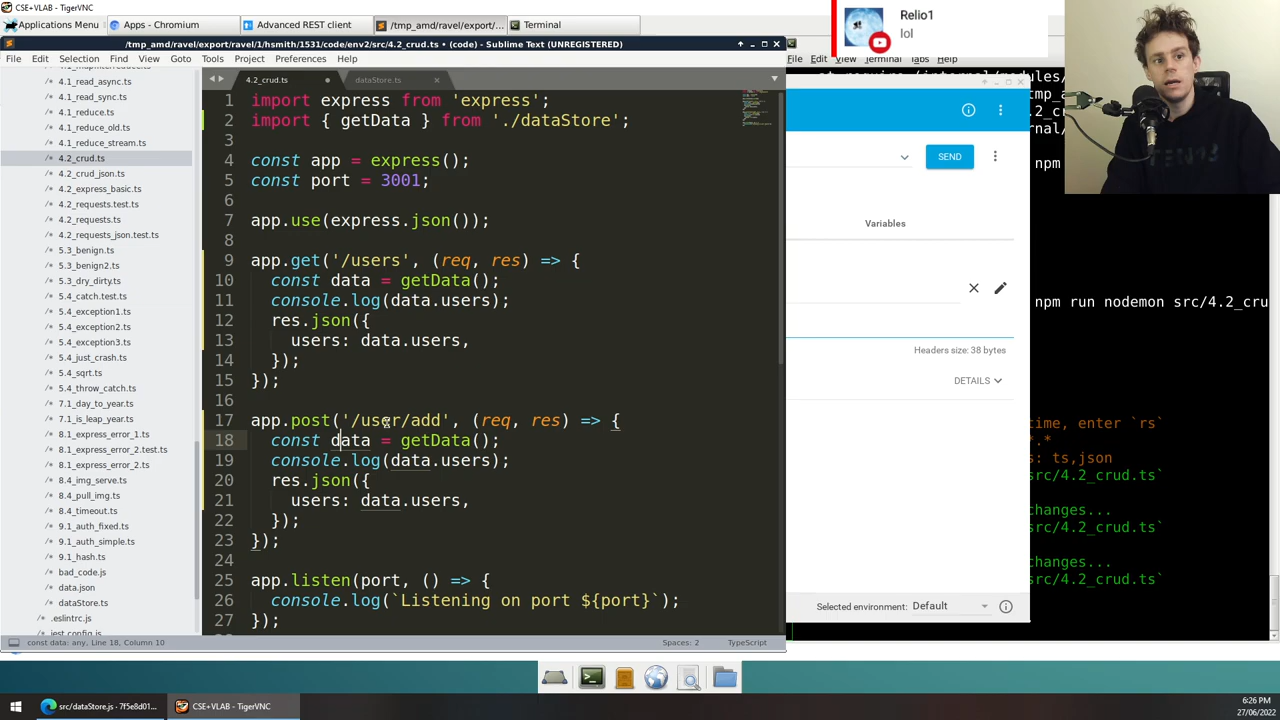 CSE+VLAB - TigerVNC
Applications Menu
Apps - Chromium
Advanced REST client
/tmp_amd/ravel/export/...
Terminal
Relio1
lol
/tmp_amd/ravel/export/ravel/1/hsmith/1531/code/env2/src/4.2_crud.ts • (code) - Sublime Text (UNREGISTERED)
File Edit Selection Find View Goto Tools Project Preferences Help
4.1_read_async.ts
4.1_read_sync.ts
4.1_reduce.ts
4.1_reduce_old.ts
4.1_reduce_stream.ts
4.2_crud.ts
4.2_crud_json.ts
4.2_express_basic.ts
4.2_requests.test.ts
4.2_requests.ts
4.2_requests_json.test.ts
5.3_benign.ts
5.3_benign2.ts
5.3_dry_dirty.ts
5.4_catch.test.ts
5.4_exception1.ts
5.4_exception2.ts
5.4_exception3.ts
5.4_just_crash.ts
5.4_sqrt.ts
5.4_throw_catch.ts
7.1_day_to_year.ts
7.1_is_leap_year.ts
8.1_express_error_1.ts
8.1_express_error_2.test.ts
8.1_express_error_2.ts
8.4_img_serve.ts
8.4_pull_img.ts
8.4_timeout.ts
9.1_auth_fixed.ts
9.1_auth_simple.ts
9.1_hash.ts
bad_code.js
data.json
dataStore.ts
.eslintrc.js
jest.config.js
4.2_crud.ts
dataStore.ts
1 import express from 'express';
2 import { getData } from './dataStore';
3
4 const app = express();
5 const port = 3001;
6
7 app.use(express.json());
8
9 app.get('/users', (req, res) => {
10 const data = getData();
11 console.log(data.users);
12 res.json({
13 users: data.users,
14 });
15 });
16
17 app.post('/user/add', (req, res) => {
18 const data = getData();
19 console.log(data.users);
20 res.json({
21 users: data.users,
22 });
23 });
24
25 app.listen(port, () => {
26 console.log(`Listening on port ${port}`);
27 });
const data: any, Line 18, Column 10
Spaces: 2
TypeScript
SEND
Variables
Headers size: 38 bytes
DETAILS
Selected environment: Default
File Edit View Terminal Tabs Help
npm run nodemon src/4.2_cru
time, enter `rs`
*.*
s: ts,json
src/4.2_crud.ts`
changes...
src/4.2_crud.ts`
changes...
src/4.2_crud.ts`
src/dataStore.js · 7f5e8d01...
CSE+VLAB - TigerVNC
6:26 PM
27/06/2022